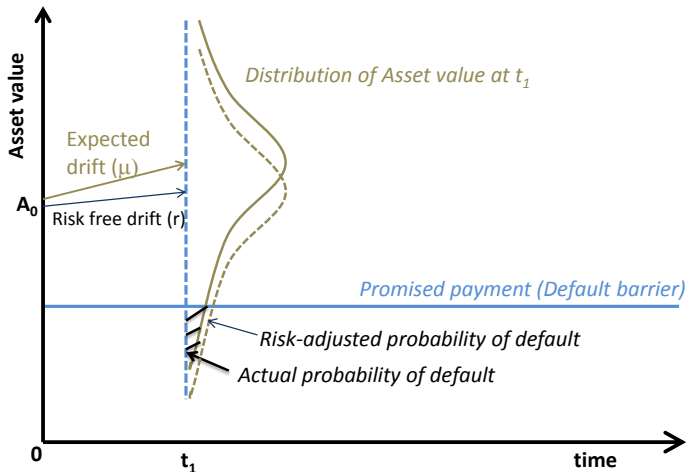 Asset value
Distribution of Asset value at t1
Expected
drift (μ)
A0
Risk free drift (r)
Promised payment (Default barrier)
Risk-adjusted probability of default
Actual probability of default
0
t1
time